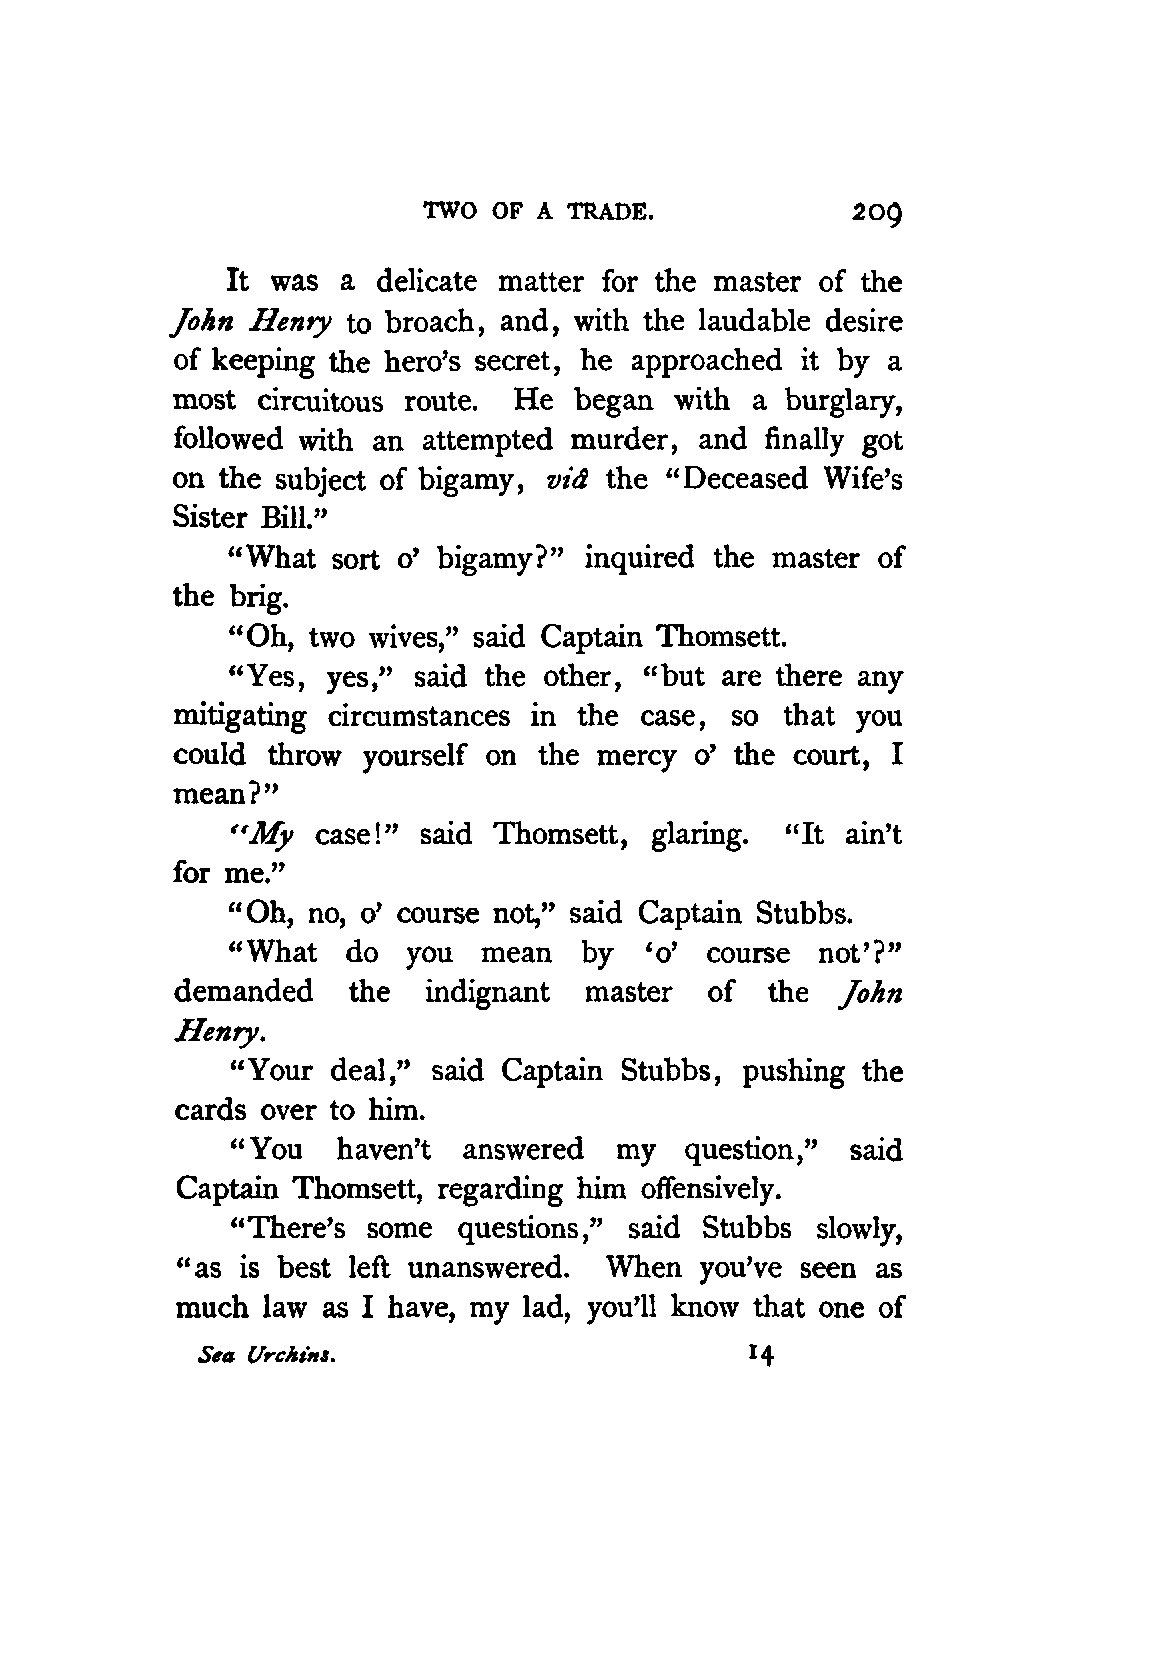 TWO OF A TRADE. 209
It was a delicate matter for the master of the
John Henry to broach, and, with the laudable desire
of keeping the hero's secret, he approached it by a
most circuitous route. He began with a burglary,
followed with an attempted murder, and finally got
on the subject of bigamy, viâ the “Deceased Wife's
Sister Bill.”
“What sort o’ bigamy?” inquired the master of
the brig.
“Oh, two wives,” said Captain Thomsett.
“Yes, yes,” said the other, “but are there any
mitigating circumstances in the case, so that you
could throw yourself on the mercy o’ the court, I
mean?”
“My case!” said Thomsett, glaring. “It ain't
for me.”
“Oh, no, o’ course not,” said Captain Stubbs.
“What do you mean by ‘o’ course not’?”
demanded the indignant master of the John
Henry.
“Your deal,” said Captain Stubbs, pushing the
cards over to him.
“You haven't answered my question,” said
Captain Thomsett, regarding him offensively.
“There's some questions,” said Stubbs slowly,
“as is best left unanswered. When you've seen as
much law as I have, my lad, you'll know that one of
Sea Urchins. 14